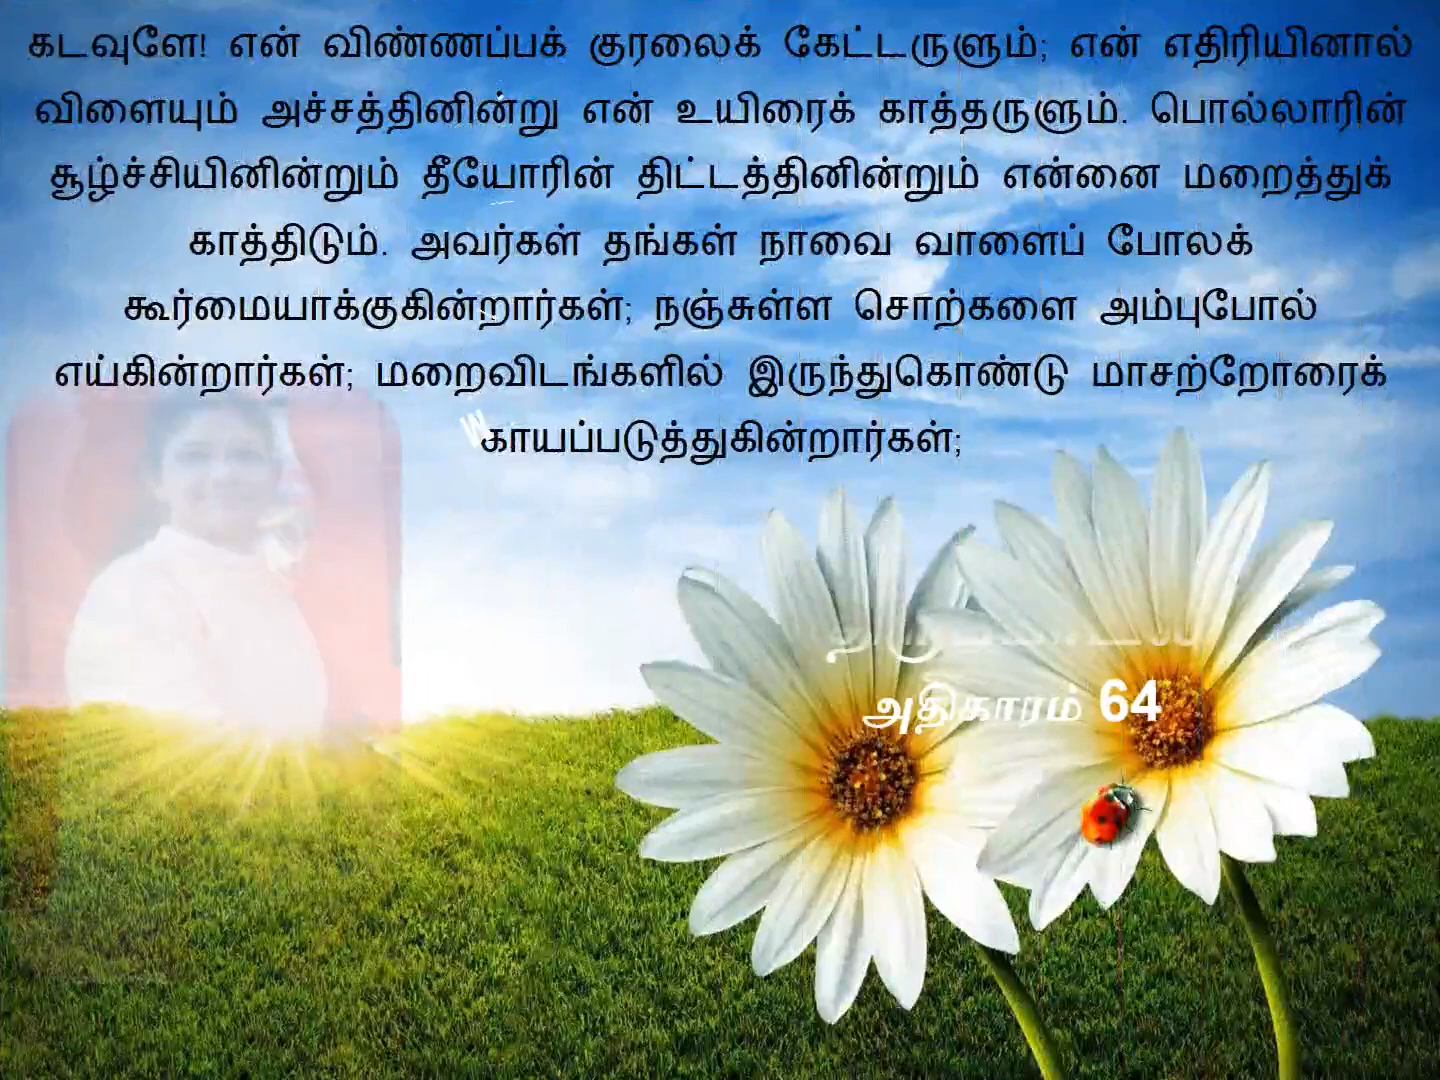 கடவுளே! என் விண்ணப்பக் குரலைக் கேட்டருளும்; என் எதிரியினால்
விளையும் அச்சத்தினின்று என் உயிரைக் காத்தருளும். பொல்லாரின்
சூழ்ச்சியினின்றும் தீயோரின் திட்டத்தினின்றும் என்னை மறைத்துக்
காத்திடும். அவர்கள் தங்கள் நாவை வாளைப் போலக்
கூர்மையாக்குகின்றார்கள்; நஞ்சுள்ள சொற்களை அம்புபோல்
எய்கின்றார்கள்; மறைவிடங்களில் இருந்துகொண்டு மாசற்றோரைக்
காயப்படுத்துகின்றார்கள்;
அதிகாரம் 64